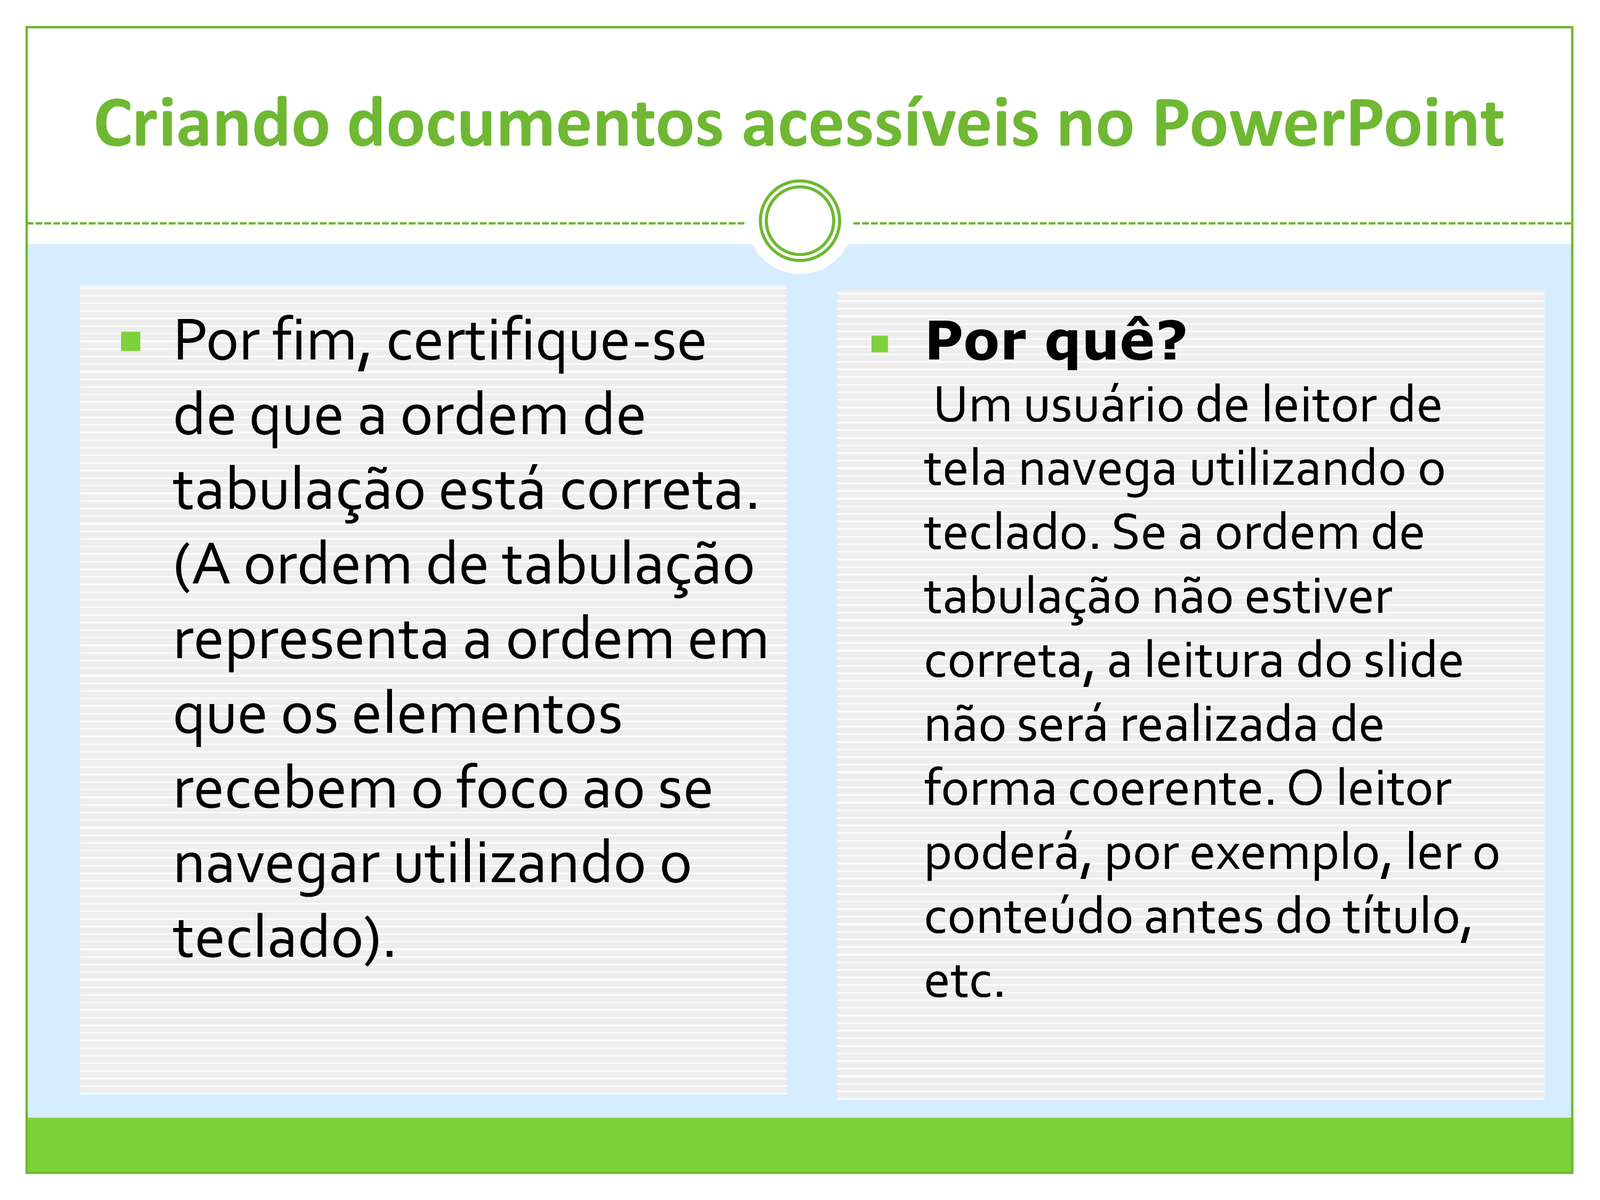 Criando documentos acessíveis no PowerPoint
Por fim, certifique-se
de que a ordem de
tabulação está correta.
(A ordem de tabulação
representa a ordem em
que os elementos
recebem o foco ao se
navegar utilizando o
teclado).
Por quê?
Um usuário de leitor de
tela navega utilizando o
teclado. Se a ordem de
tabulação não estiver
correta, a leitura do slide
não será realizada de
forma coerente. O leitor
poderá, por exemplo, ler o
conteúdo antes do título,
etc.